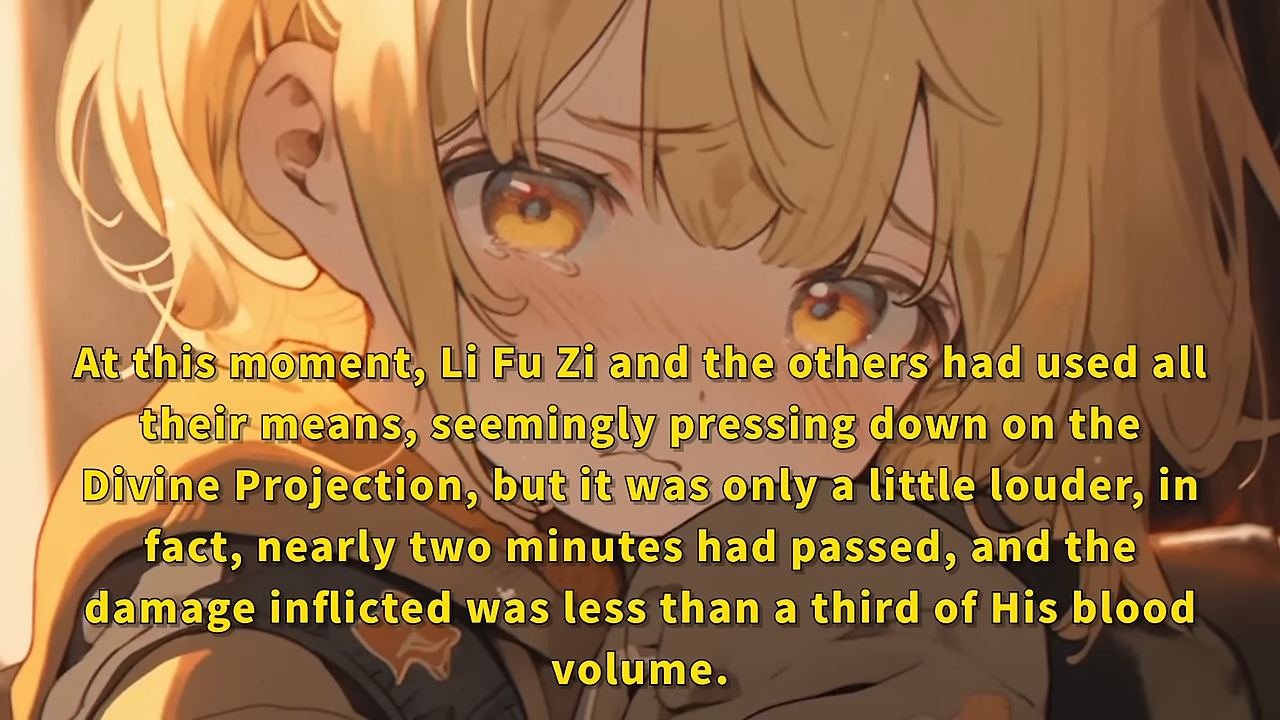 At this moment, Li Fu Zi and the others had used all
their means, seemingly pressing down on the
Divine Projection, but it was only a little louder, in
fact, nearly two minutes had passed, and the
damage inflicted was less than a third of His blood
volume.